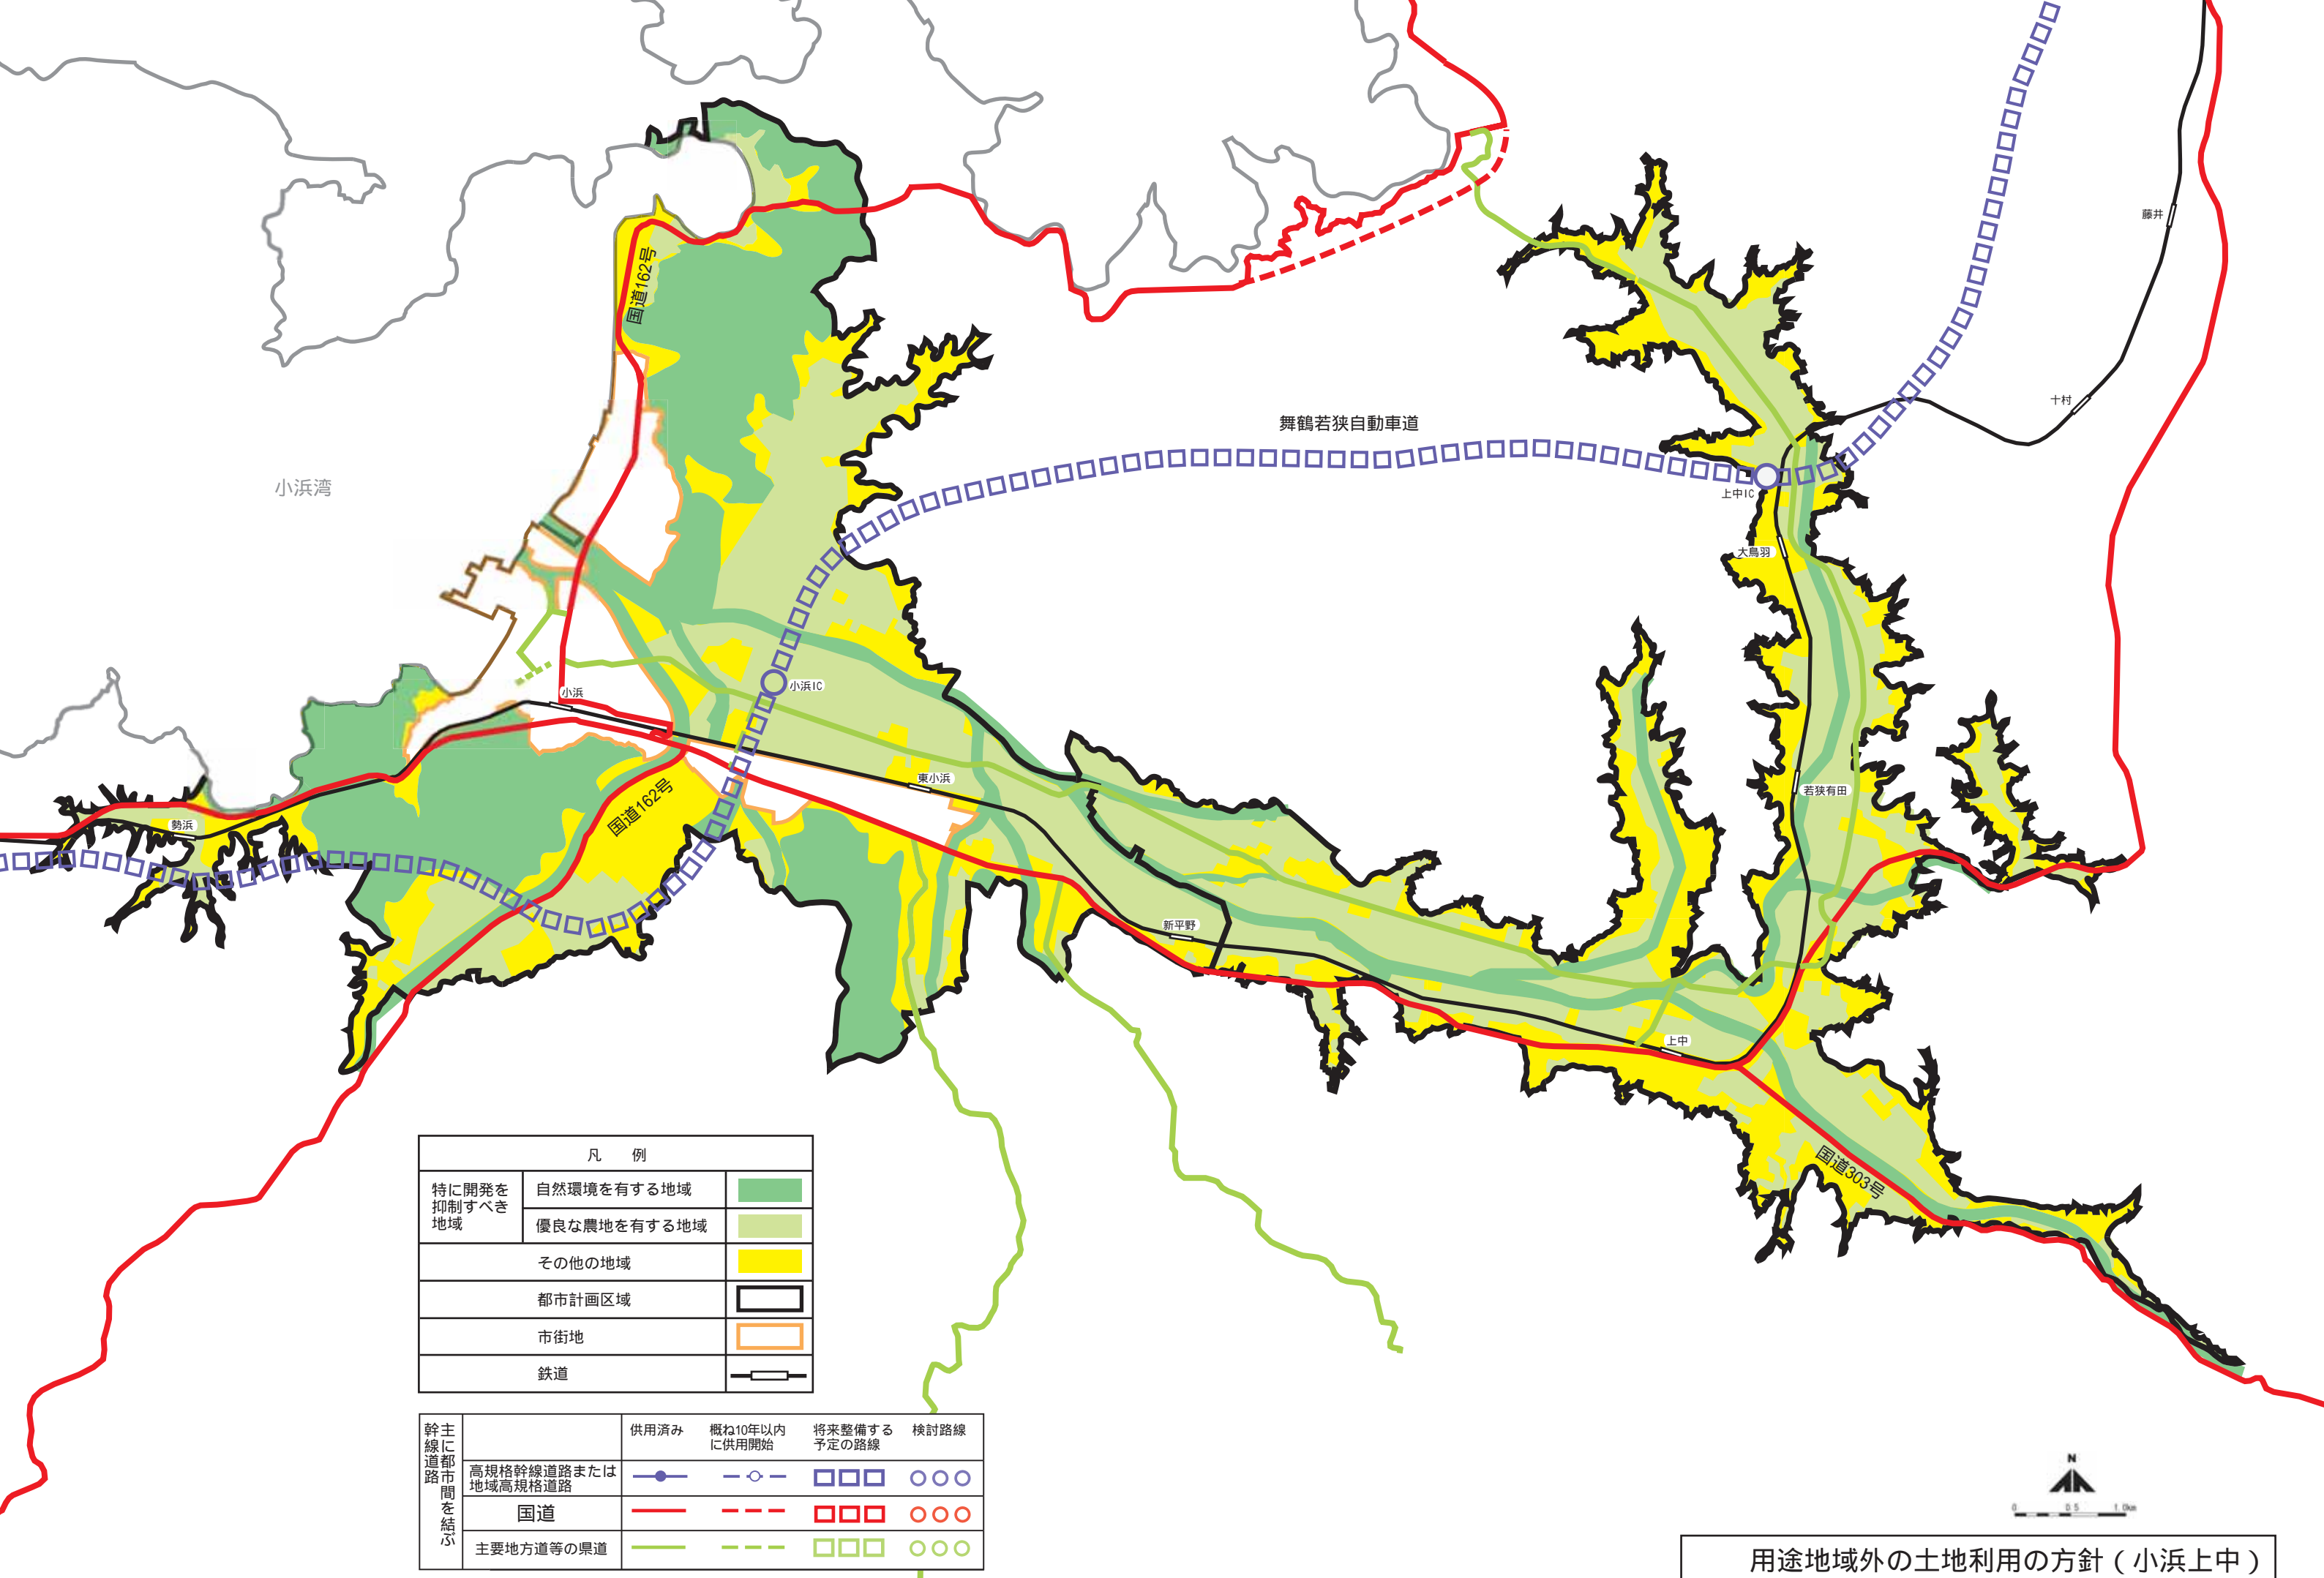 藤井
十村
舞鶴若狭自動車道
国道162号
小浜湾
上中IC
大鳥羽
小浜IC
小浜
東小浜
若狭有田
国道162号
勢浜
新平野
上中
国道303号
凡　例
特に開発を
抑制すべき
地域
自然環境を有する地域
優良な農地を有する地域
その他の地域
都市計画区域
市街地
鉄道
主に都市間を結ぶ
幹線道路
供用済み
概ね10年以内
に供用開始
将来整備する
予定の路線
検討路線
高規格幹線道路または
地域高規格道路
国道
主要地方道等の県道
N
0 0.5 1.0km
用途地域外の土地利用の方針（小浜上中）